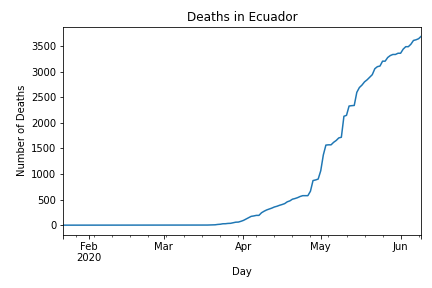 Deaths in Ecuador
Number of Deaths
3500
3000
2500
2000
1500
1000
500
0
Feb
2020
Mar
Apr
May
Jun
Day